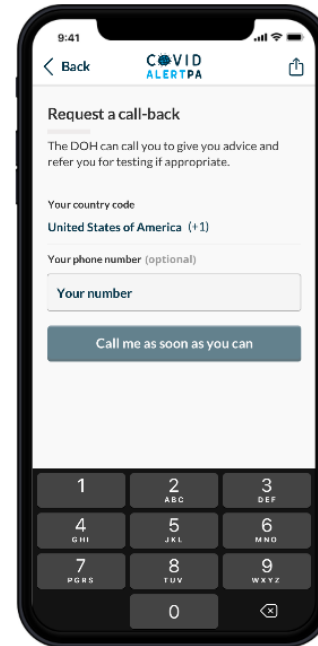 9:41
Back
COVID
ALERTPA
Request a call-back
The DOH can call you to give you advice and
refer you for testing if appropriate.
Your country code
United States of America (+1)
Your phone number (optional)
Your number
Call me as soon as you can
1 2 3
ABC DEF
4 5 6
GHI JKL MNO
7 8 9
PQRS TUV WXYZ
0